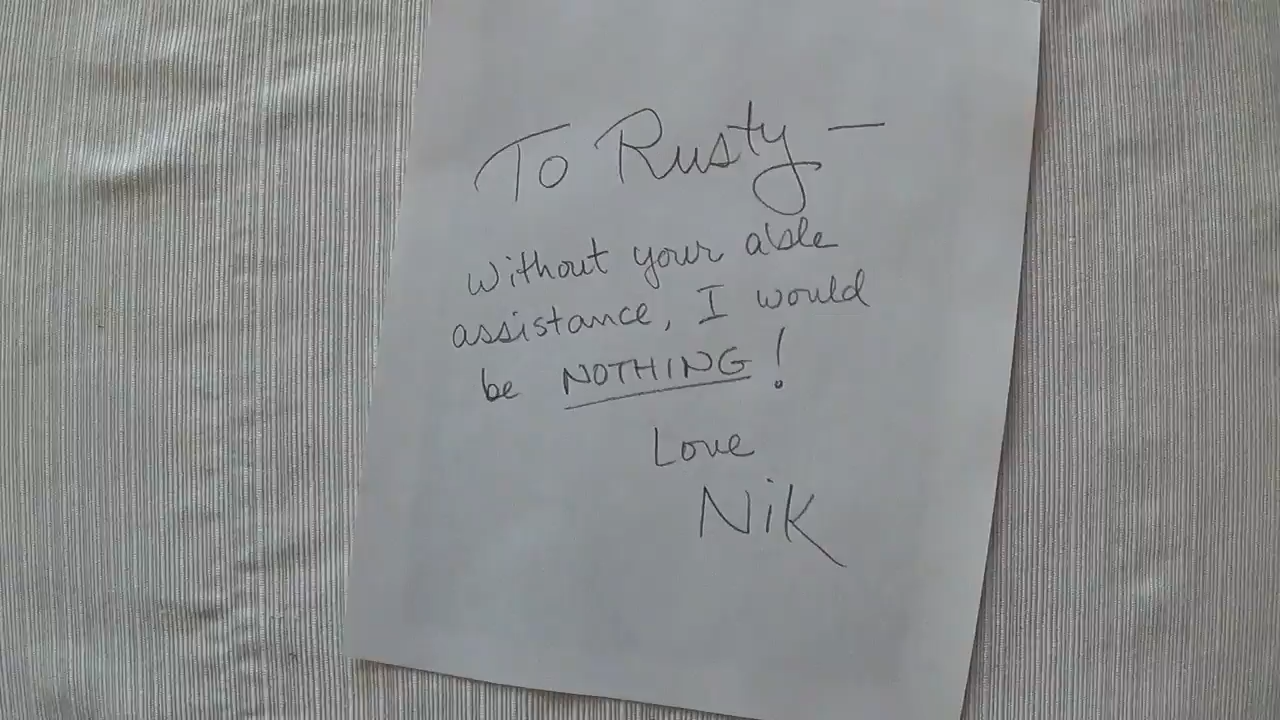 To Rusty —
without your able
assistance, I would
be NOTHING!
Love
Nik